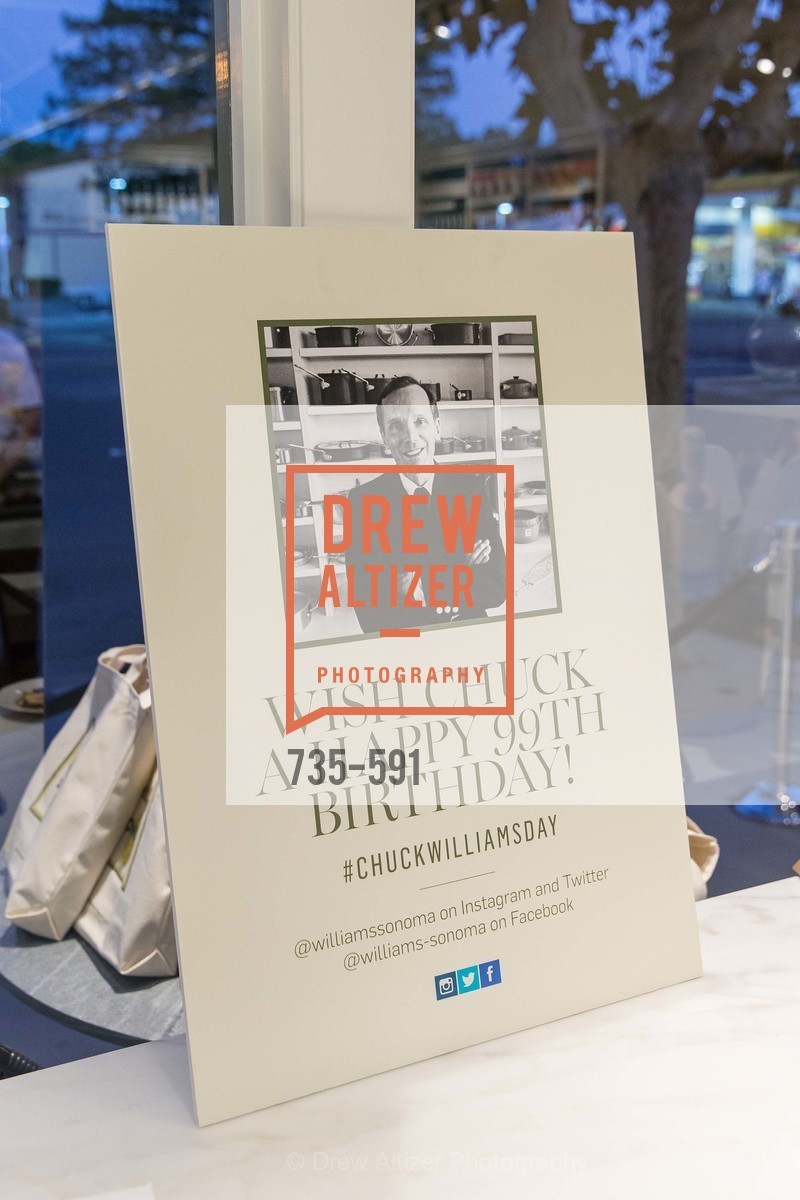 DREW
ALTIZER
PHOTOGRAPHY
WISH CHUCK
A HAPPY 99TH
BIRTHDAY!
735-591
#CHUCKWILLIAMSDAY
@williamssonoma on Instagram and Twitter
@williams-sonoma on Facebook
© Drew Altizer Photography